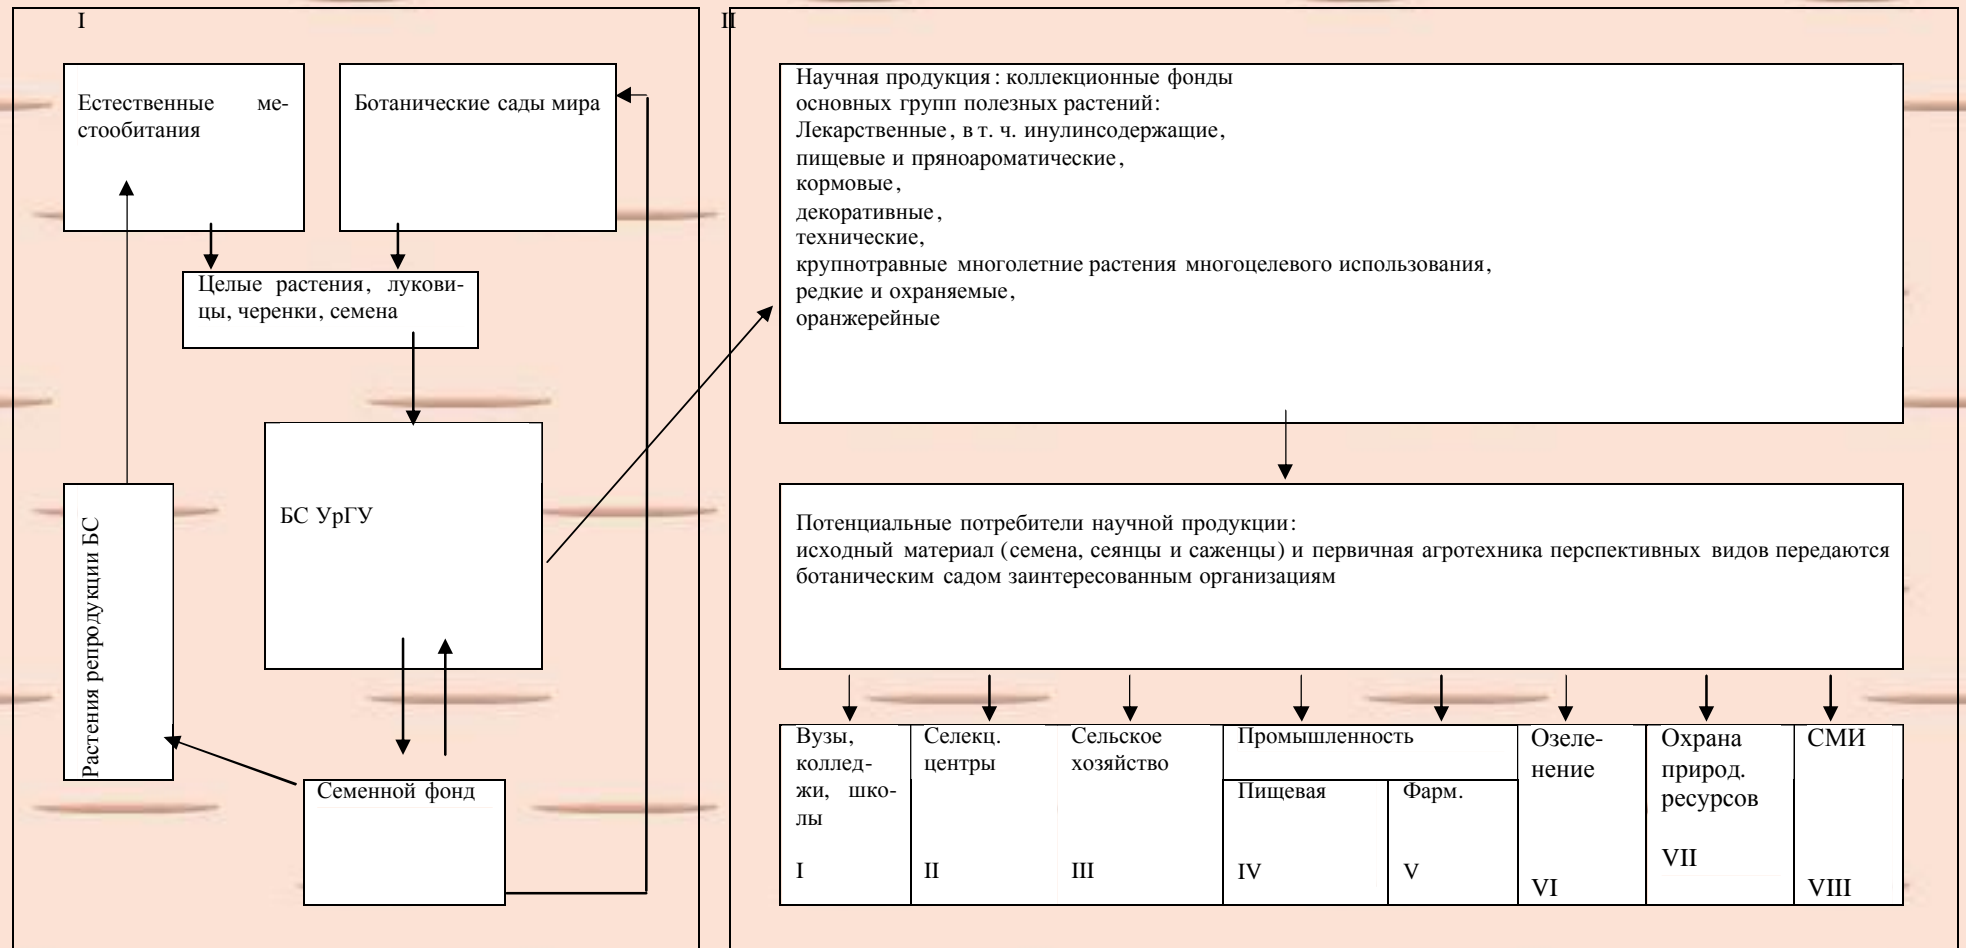 I
Естественные ме-
стообитания
Ботанические сады мира
Целые растения, лукови-
цы, черенки, семена
БС УрГУ
Растения репродукции БС
Семенной фонд
II
Научная продукция: коллекционные фонды
основных групп полезных растений:
Лекарственные, в т. ч. инулинсодержащие,
пищевые и пряноароматические,
кормовые,
декоративные,
технические,
крупнотравные многолетние растения многоцелевого использования,
редкие и охраняемые,
оранжерейные
Потенциальные потребители научной продукции:
исходный материал (семена, сеянцы и саженцы) и первичная агротехника перспективных видов передаются
ботаническим садом заинтересованным организациям
Вузы,
коллед-
жи, шко-
лы
I
Селекц.
центры
II
Сельское
хозяйство
III
Промышленность
Пищевая
IV
Фарм.
V
Озеле-
нение
VI
Охрана
природ.
ресурсов
VII
СМИ
VIII